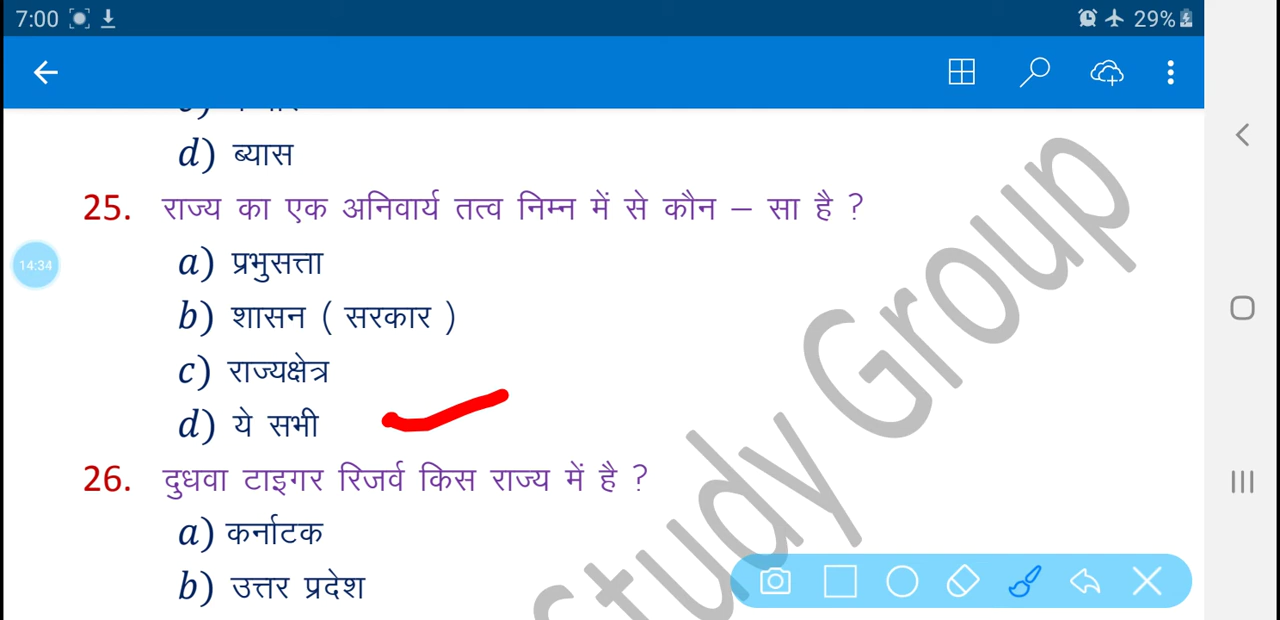 7:00 29%
d) ब्यास
25. राज्य का एक अनिवार्य तत्व निम्न में से कौन – सा है ?
a) प्रभुसत्ता
14:34
b) शासन ( सरकार )
c) राज्यक्षेत्र
d) ये सभी
26. दुधवा टाइगर रिजर्व किस राज्य में है ?
a) कर्नाटक
b) उत्तर प्रदेश
Study Group